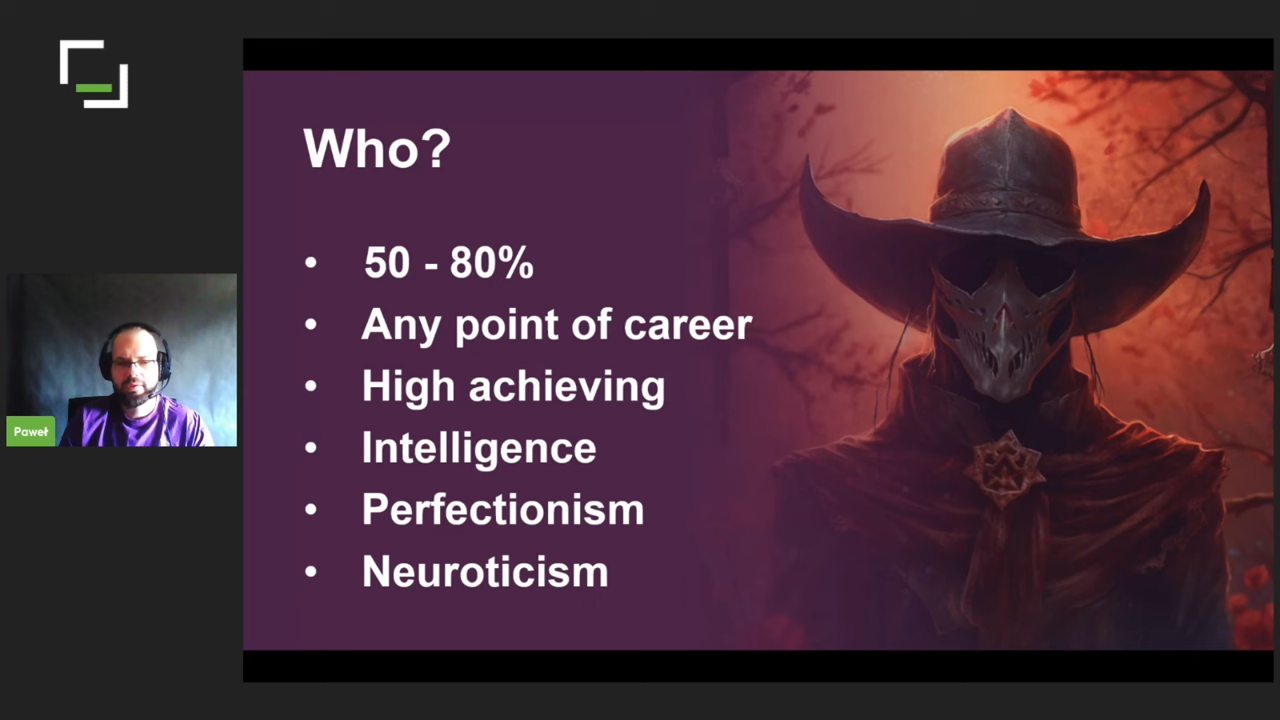 Who?
• 50 - 80%
• Any point of career
• High achieving
• Intelligence
• Perfectionism
• Neuroticism
Paweł